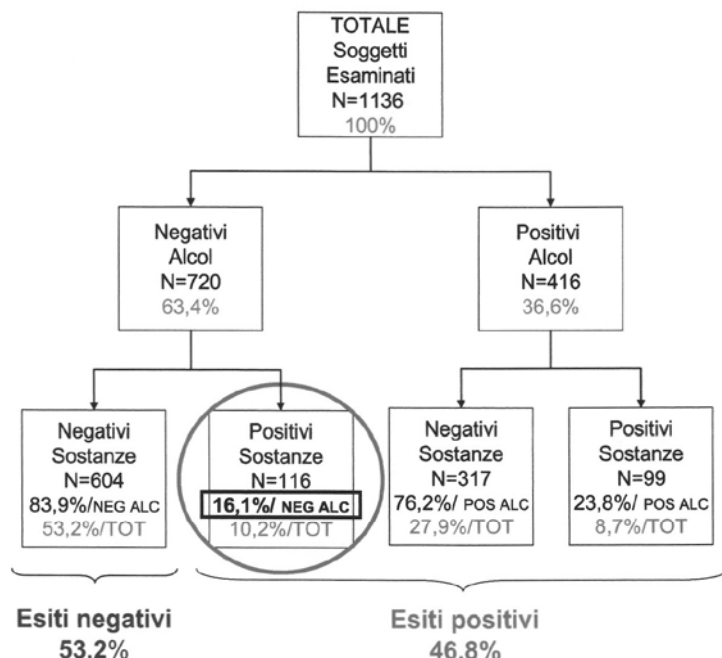 TOTALE
Soggetti
Esaminati
N=1136
100%
Negativi
Alcol
N=720
63,4%
Positivi
Alcol
N=416
36,6%
Negativi
Sostanze
N=604
83,9%/NEG ALC
53,2%/TOT
Positivi
Sostanze
N=116
16,1%/ NEG ALC
10,2%/TOT
Negativi
Sostanze
N=317
76,2%/ POS ALC
27,9%/TOT
Positivi
Sostanze
N=99
23,8%/ POS ALC
8,7%/TOT
Esiti negativi
53,2%
Esiti positivi
46,8%